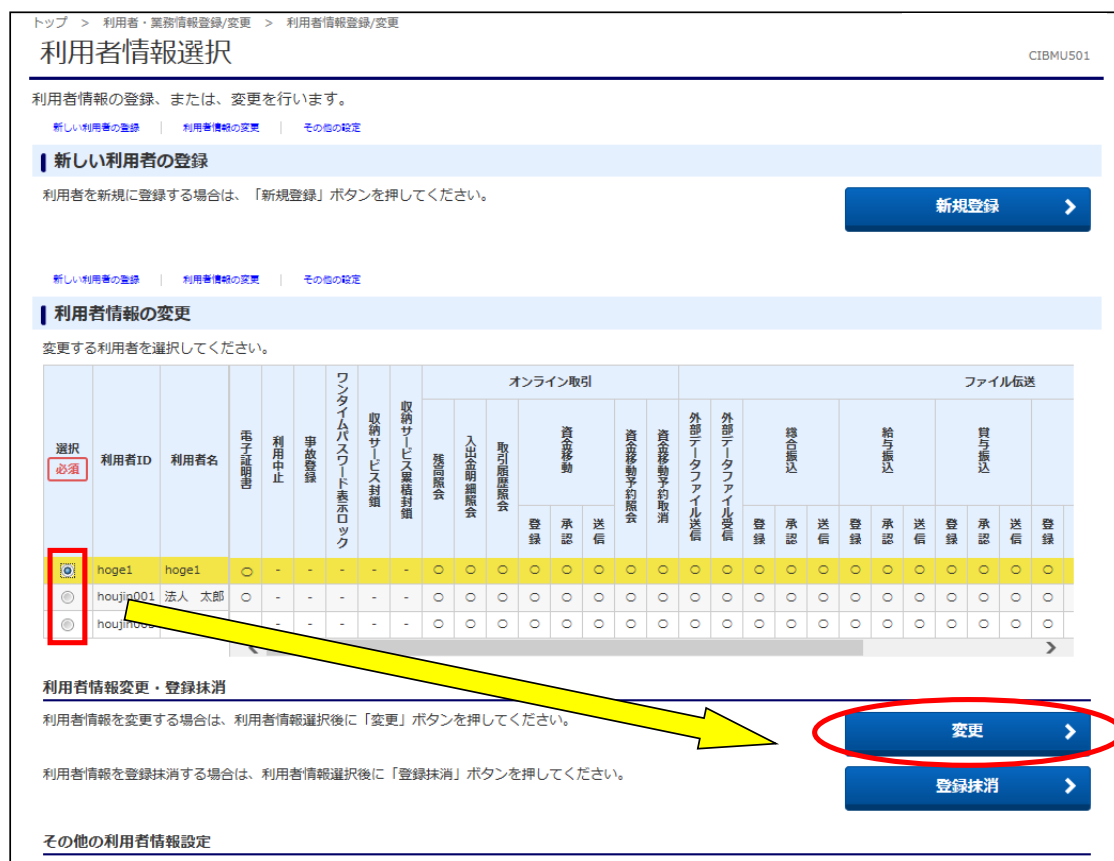 トップ > 利用者・業務情報登録/変更 > 利用者情報登録/変更
利用者情報選択
CIBMU501
利用者情報の登録、または、変更を行います。
新しい利用者の登録 | 利用者情報の変更 | その他の設定
新しい利用者の登録
利用者を新規に登録する場合は、「新規登録」ボタンを押してください。
新規登録
新しい利用者の登録 | 利用者情報の変更 | その他の設定
利用者情報の変更
変更する利用者を選択してください。
選択
必須
利用者ID
利用者名
電子証明書
利用中止
事故登録
ワンタイムパスワード表示ロック
収納サービス封鎖
収納サービス累積封鎖
オンライン取引
残高照会
入出金明細照会
取引履歴照会
資金移動
登録 承認 送信
資金移動予約照会
資金移動予約取消
ファイル伝送
外部データファイル送信
外部データファイル受信
総合振込
登録 承認 送信
給与振込
登録 承認 送信
賞与振込
登録 承認 送信
登録
hoge1 hoge1 ○ - - - - - ○ ○ ○ ○ ○ ○ ○ ○ ○ ○ ○ ○ ○ ○ ○ ○ ○ ○ ○ ○
houjin001 法人 太郎 ○ - - - - - ○ ○ ○ ○ ○ ○ ○ ○ ○ ○ ○ ○ ○ ○ ○ ○ ○ ○ ○ ○
- - - - ○ ○ ○ ○ ○ ○ ○ ○ ○ ○ ○ ○ ○ ○ ○ ○ ○ ○ ○ ○
利用者情報変更・登録抹消
利用者情報を変更する場合は、利用者情報選択後に「変更」ボタンを押してください。
変更
利用者情報を登録抹消する場合は、利用者情報選択後に「登録抹消」ボタンを押してください。
登録抹消
その他の利用者情報設定